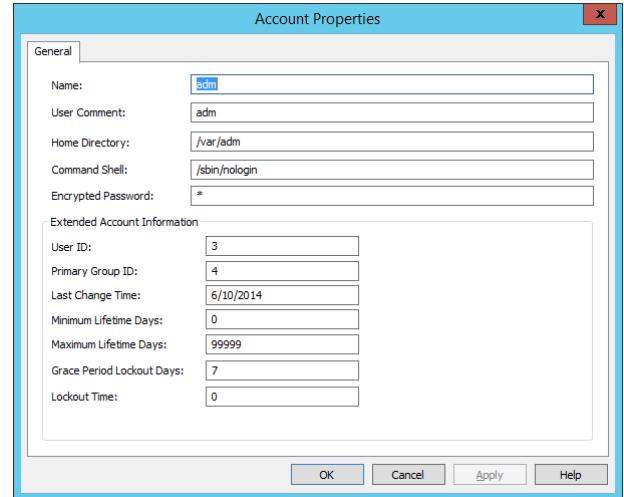 Account Properties
x
General
Name: adm
User Comment: adm
Home Directory: /var/adm
Command Shell: /sbin/nologin
Encrypted Password: *
Extended Account Information
User ID: 3
Primary Group ID: 4
Last Change Time: 6/10/2014
Minimum Lifetime Days: 0
Maximum Lifetime Days: 99999
Grace Period Lockout Days: 7
Lockout Time: 0
OK Cancel Apply Help